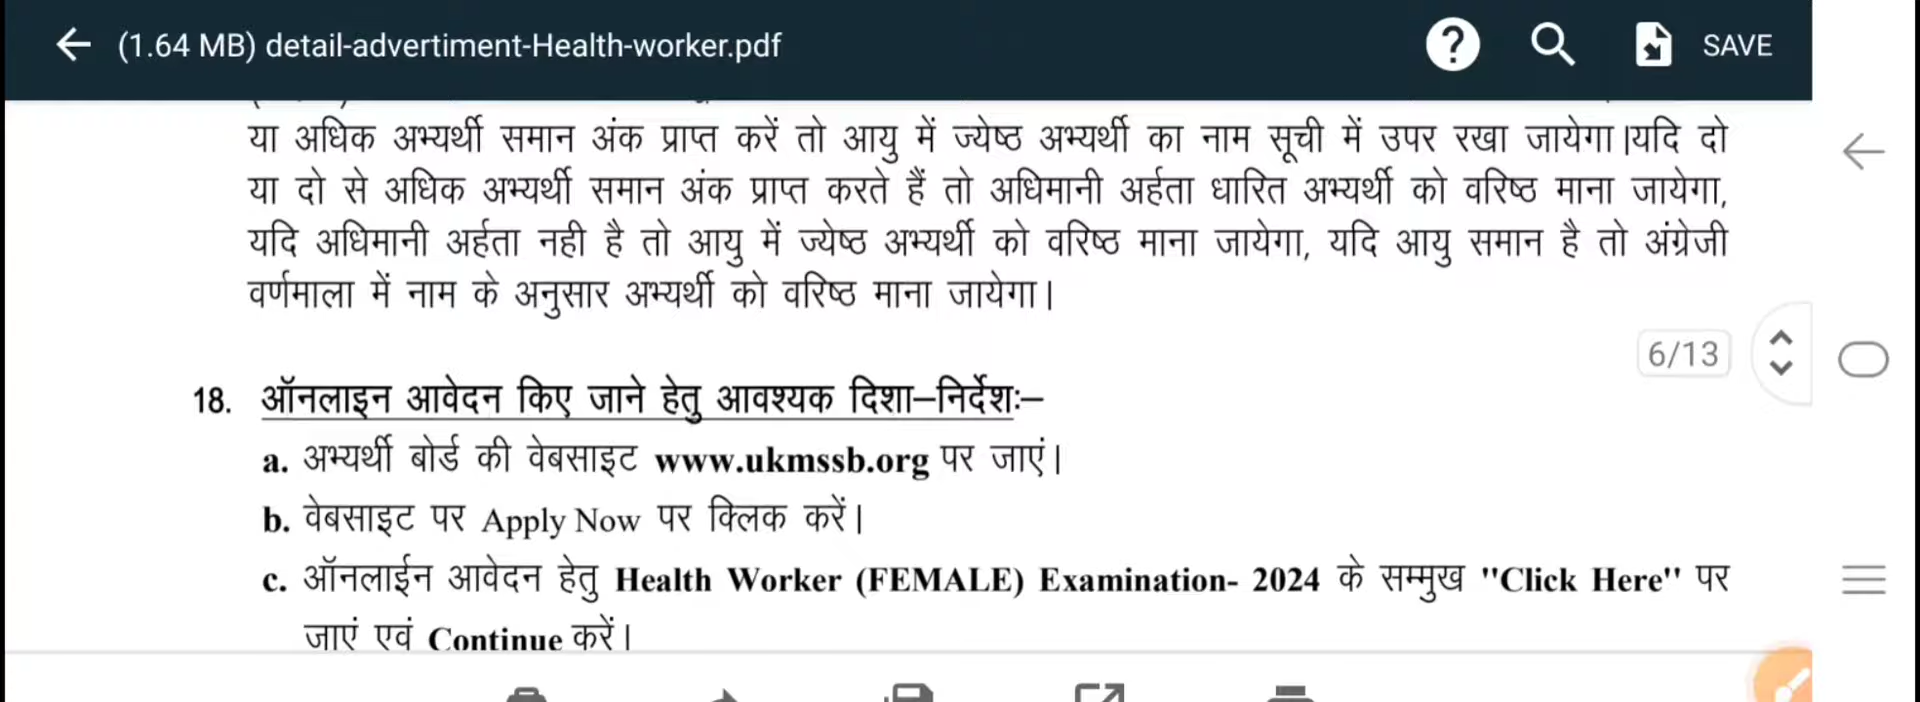 (1.64 MB) detail-advertiment-Health-worker.pdf
SAVE
या अधिक अभ्यर्थी समान अंक प्राप्त करें तो आयु में ज्येष्ठ अभ्यर्थी का नाम सूची में उपर रखा जायेगा।यदि दो
या दो से अधिक अभ्यर्थी समान अंक प्राप्त करते हैं तो अधिमानी अर्हता धारित अभ्यर्थी को वरिष्ठ माना जायेगा,
यदि अधिमानी अर्हता नही है तो आयु में ज्येष्ठ अभ्यर्थी को वरिष्ठ माना जायेगा, यदि आयु समान है तो अंग्रेजी
वर्णमाला में नाम के अनुसार अभ्यर्थी को वरिष्ठ माना जायेगा।
6/13
18. ऑनलाइन आवेदन किए जाने हेतु आवश्यक दिशा–निर्देशः–
a. अभ्यर्थी बोर्ड की वेबसाइट www.ukmssb.org पर जाएं।
b. वेबसाइट पर Apply Now पर क्लिक करें।
c. ऑनलाईन आवेदन हेतु Health Worker (FEMALE) Examination- 2024 के सम्मुख "Click Here" पर
जाएं एवं Continue करें।